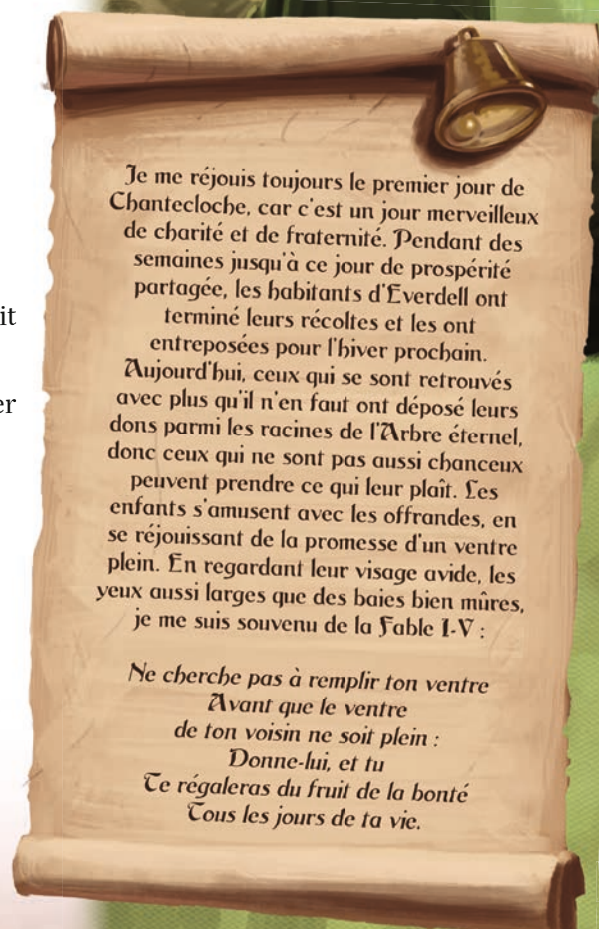 it
er
Je me réjouis toujours le premier jour de
Chantecloche, car c'est un jour merveilleux
de charité et de fraternité. Pendant des
semaines jusqu'à ce jour de prospérité
partagée, les habitants d'Everdell ont
terminé leurs récoltes et les ont
entreposées pour l'hiver prochain.
Aujourd'hui, ceux qui se sont retrouvés
avec plus qu'il n'en faut ont déposé leurs
dons parmi les racines de l'Arbre éternel,
donc ceux qui ne sont pas aussi chanceux
peuvent prendre ce qui leur plaît. Les
enfants s'amusent avec les offrandes, en
se réjouissant de la promesse d'un ventre
plein. En regardant leur visage avide, les
yeux aussi larges que des baies bien mûres,
je me suis souvenu de la Fable I-V :
Ne cherche pas à remplir ton ventre
Avant que le ventre
de ton voisin ne soit plein :
Donne-lui, et tu
Te régaleras du fruit de la bonté
Tous les jours de ta vie.